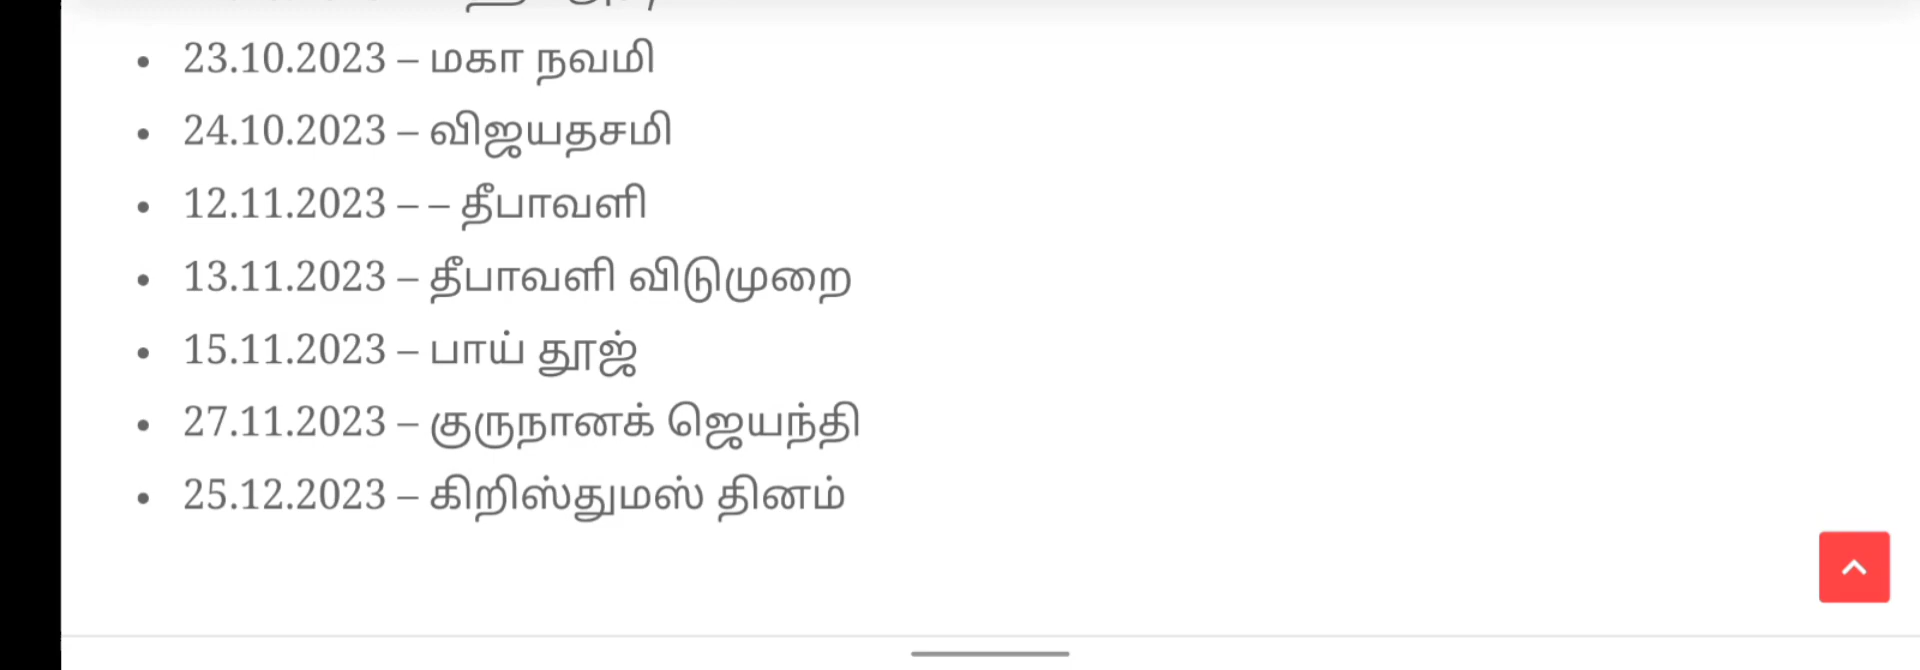 23.10.2023 – மகா நவமி
24.10.2023 – விஜயதசமி
12.11.2023 – – தீபாவளி
13.11.2023 – தீபாவளி விடுமுறை
15.11.2023 – பாய் தூஜ்
27.11.2023 – குருநானக் ஜெயந்தி
25.12.2023 – கிறிஸ்துமஸ் தினம்